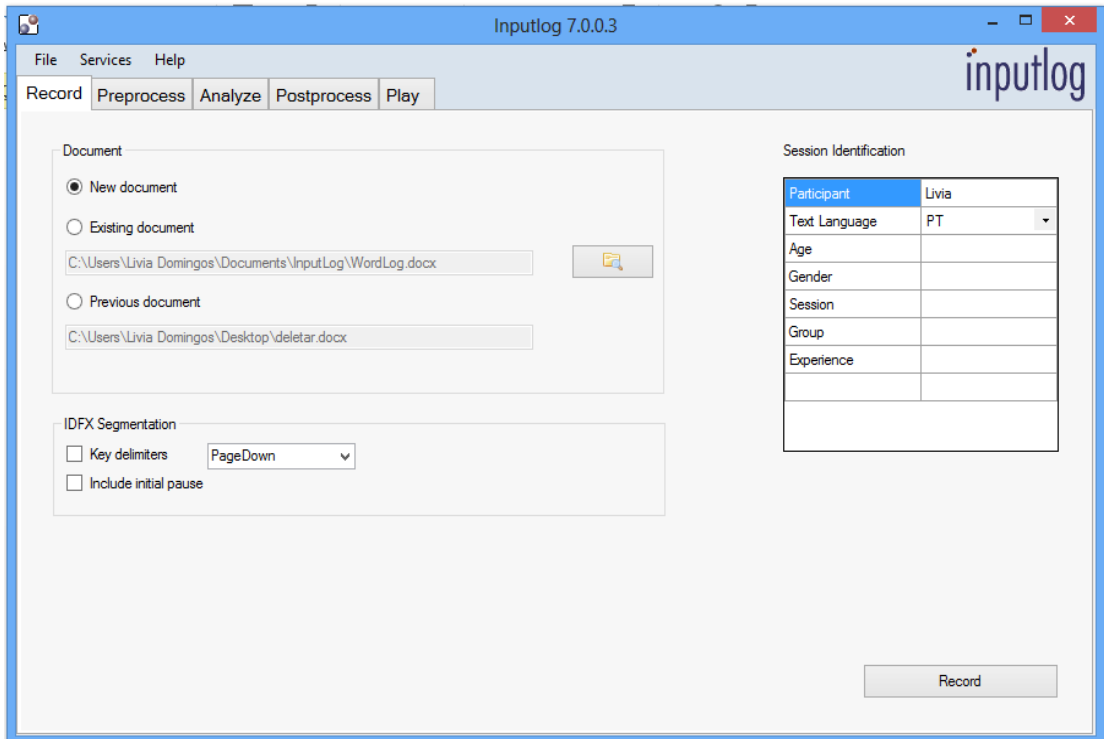 Inputlog 7.0.0.3
File Services Help
inputlog
Record Preprocess Analyze Postprocess Play
Document
New document
Existing document
C:\Users\Livia Domingos\Documents\InputLog\WordLog.docx
Previous document
C:\Users\Livia Domingos\Desktop\deletar.docx
IDFX Segmentation
Key delimiters PageDown
Include initial pause
Session Identification
Participant Livia
Text Language PT
Age
Gender
Session
Group
Experience
Record